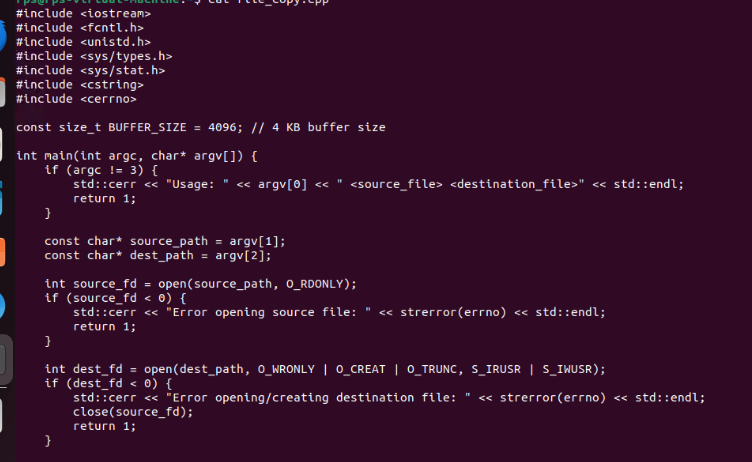 rps@rps-virtual-machine:~$ cat file_copy.cpp
#include <iostream>
#include <fcntl.h>
#include <unistd.h>
#include <sys/types.h>
#include <sys/stat.h>
#include <cstring>
#include <cerrno>

const size_t BUFFER_SIZE = 4096; // 4 KB buffer size

int main(int argc, char* argv[]) {
    if (argc != 3) {
        std::cerr << "Usage: " << argv[0] << " <source_file> <destination_file>" << std::endl;
        return 1;
    }

    const char* source_path = argv[1];
    const char* dest_path = argv[2];

    int source_fd = open(source_path, O_RDONLY);
    if (source_fd < 0) {
        std::cerr << "Error opening source file: " << strerror(errno) << std::endl;
        return 1;
    }

    int dest_fd = open(dest_path, O_WRONLY | O_CREAT | O_TRUNC, S_IRUSR | S_IWUSR);
    if (dest_fd < 0) {
        std::cerr << "Error opening/creating destination file: " << strerror(errno) << std::endl;
        close(source_fd);
        return 1;
    }